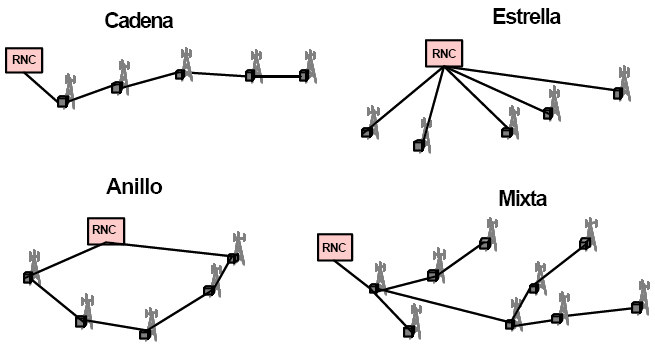 Cadena
RNC
Estrella
RNC
Anillo
RNC
Mixta
RNC